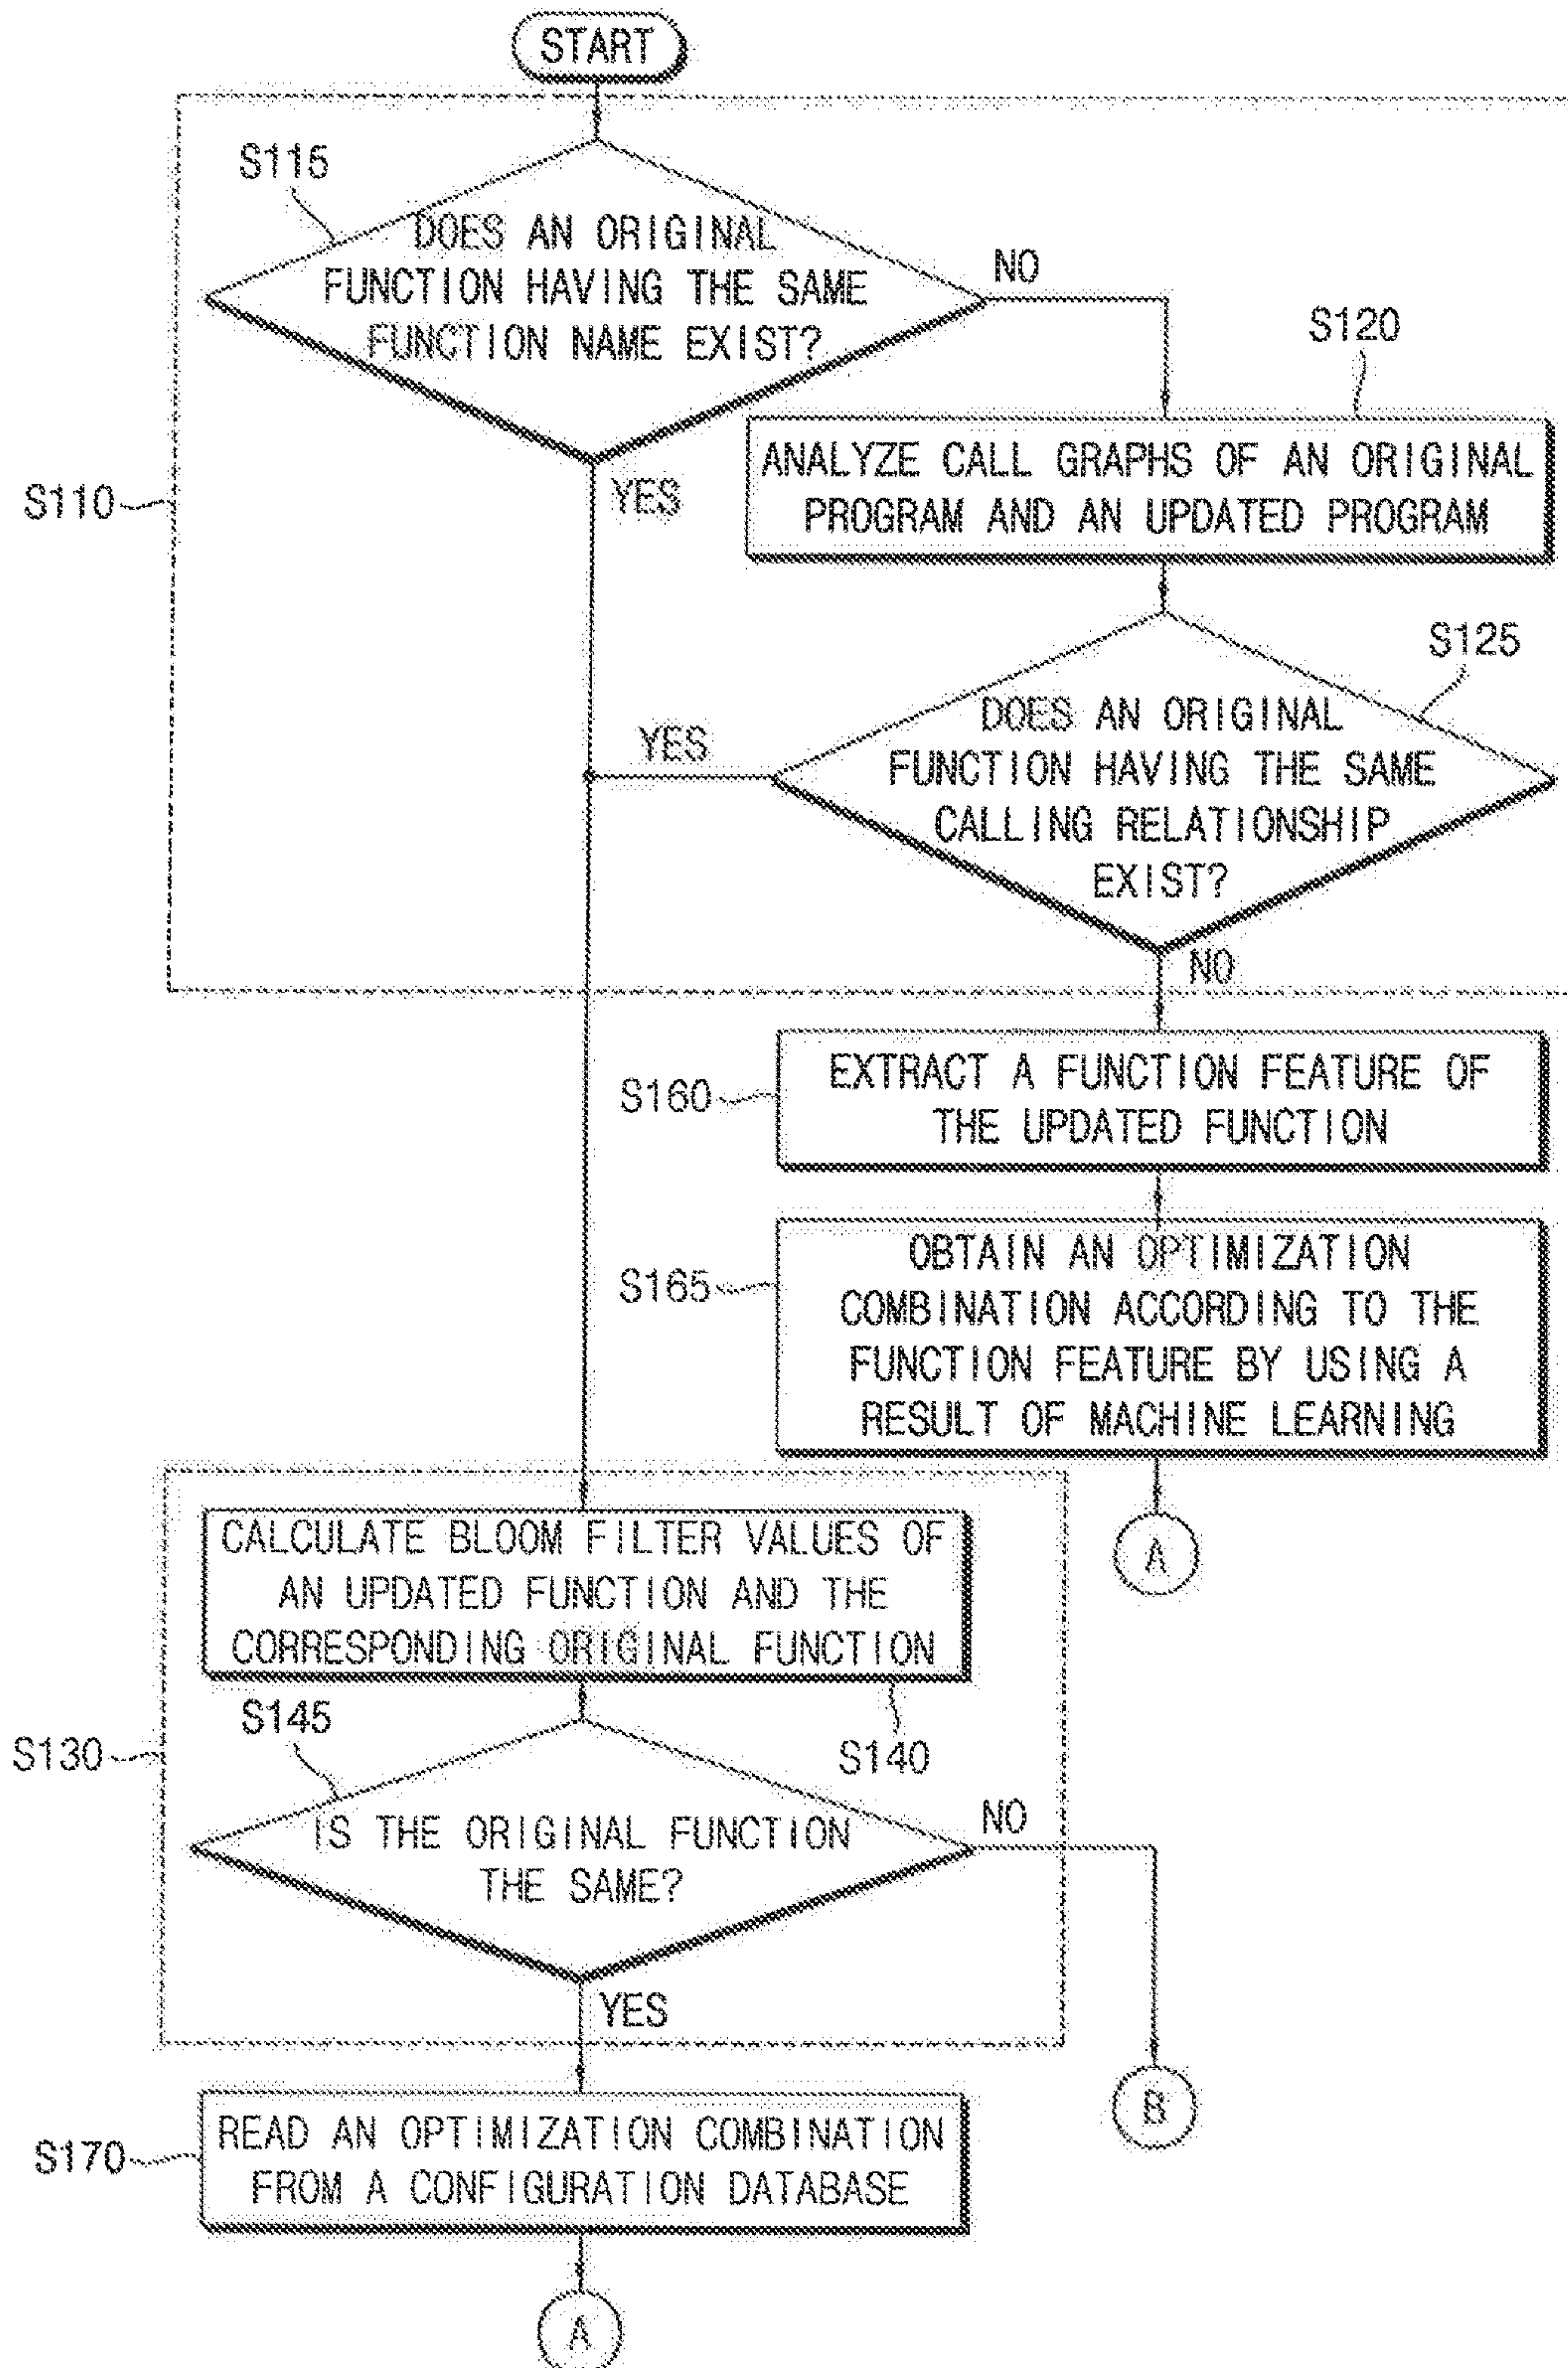 START
S115
DOES AN ORIGINAL
FUNCTION HAVING THE SAME
FUNCTION NAME EXIST?
NO
S120
ANALYZE CALL GRAPHS OF AN ORIGINAL
PROGRAM AND AN UPDATED PROGRAM
S110
YES
S125
DOES AN ORIGINAL
FUNCTION HAVING THE SAME
CALLING RELATIONSHIP
EXIST?
YES
NO
S160
EXTRACT A FUNCTION FEATURE OF
THE UPDATED FUNCTION
S165
OBTAIN AN OPTIMIZATION
COMBINATION ACCORDING TO THE
FUNCTION FEATURE BY USING A
RESULT OF MACHINE LEARNING
A
CALCULATE BLOOM FILTER VALUES OF
AN UPDATED FUNCTION AND THE
CORRESPONDING ORIGINAL FUNCTION
S140
S130
S145
IS THE ORIGINAL FUNCTION
THE SAME?
NO
YES
B
S170
READ AN OPTIMIZATION COMBINATION
FROM A CONFIGURATION DATABASE
A